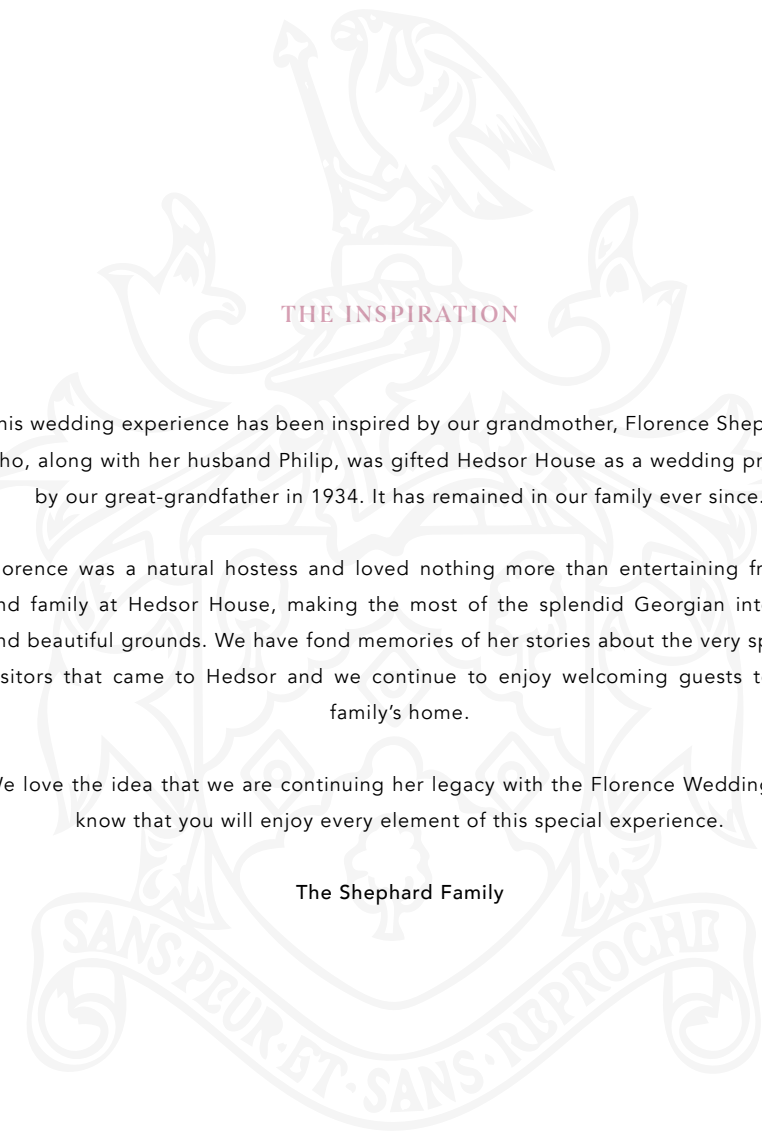 THE INSPIRATION
his wedding experience has been inspired by our grandmother, Florence Shep
ho, along with her husband Philip, was gifted Hedsor House as a wedding pr
by our great-grandfather in 1934. It has remained in our family ever since.
lorence was a natural hostess and loved nothing more than entertaining fr
nd family at Hedsor House, making the most of the splendid Georgian int
nd beautiful grounds. We have fond memories of her stories about the very sp
isitors that came to Hedsor and we continue to enjoy welcoming guests t
family’s home.
We love the idea that we are continuing her legacy with the Florence Wedding
know that you will enjoy every element of this special experience.
The Shephard Family
SANS·PEUR·ET·SANS·REPROCHE